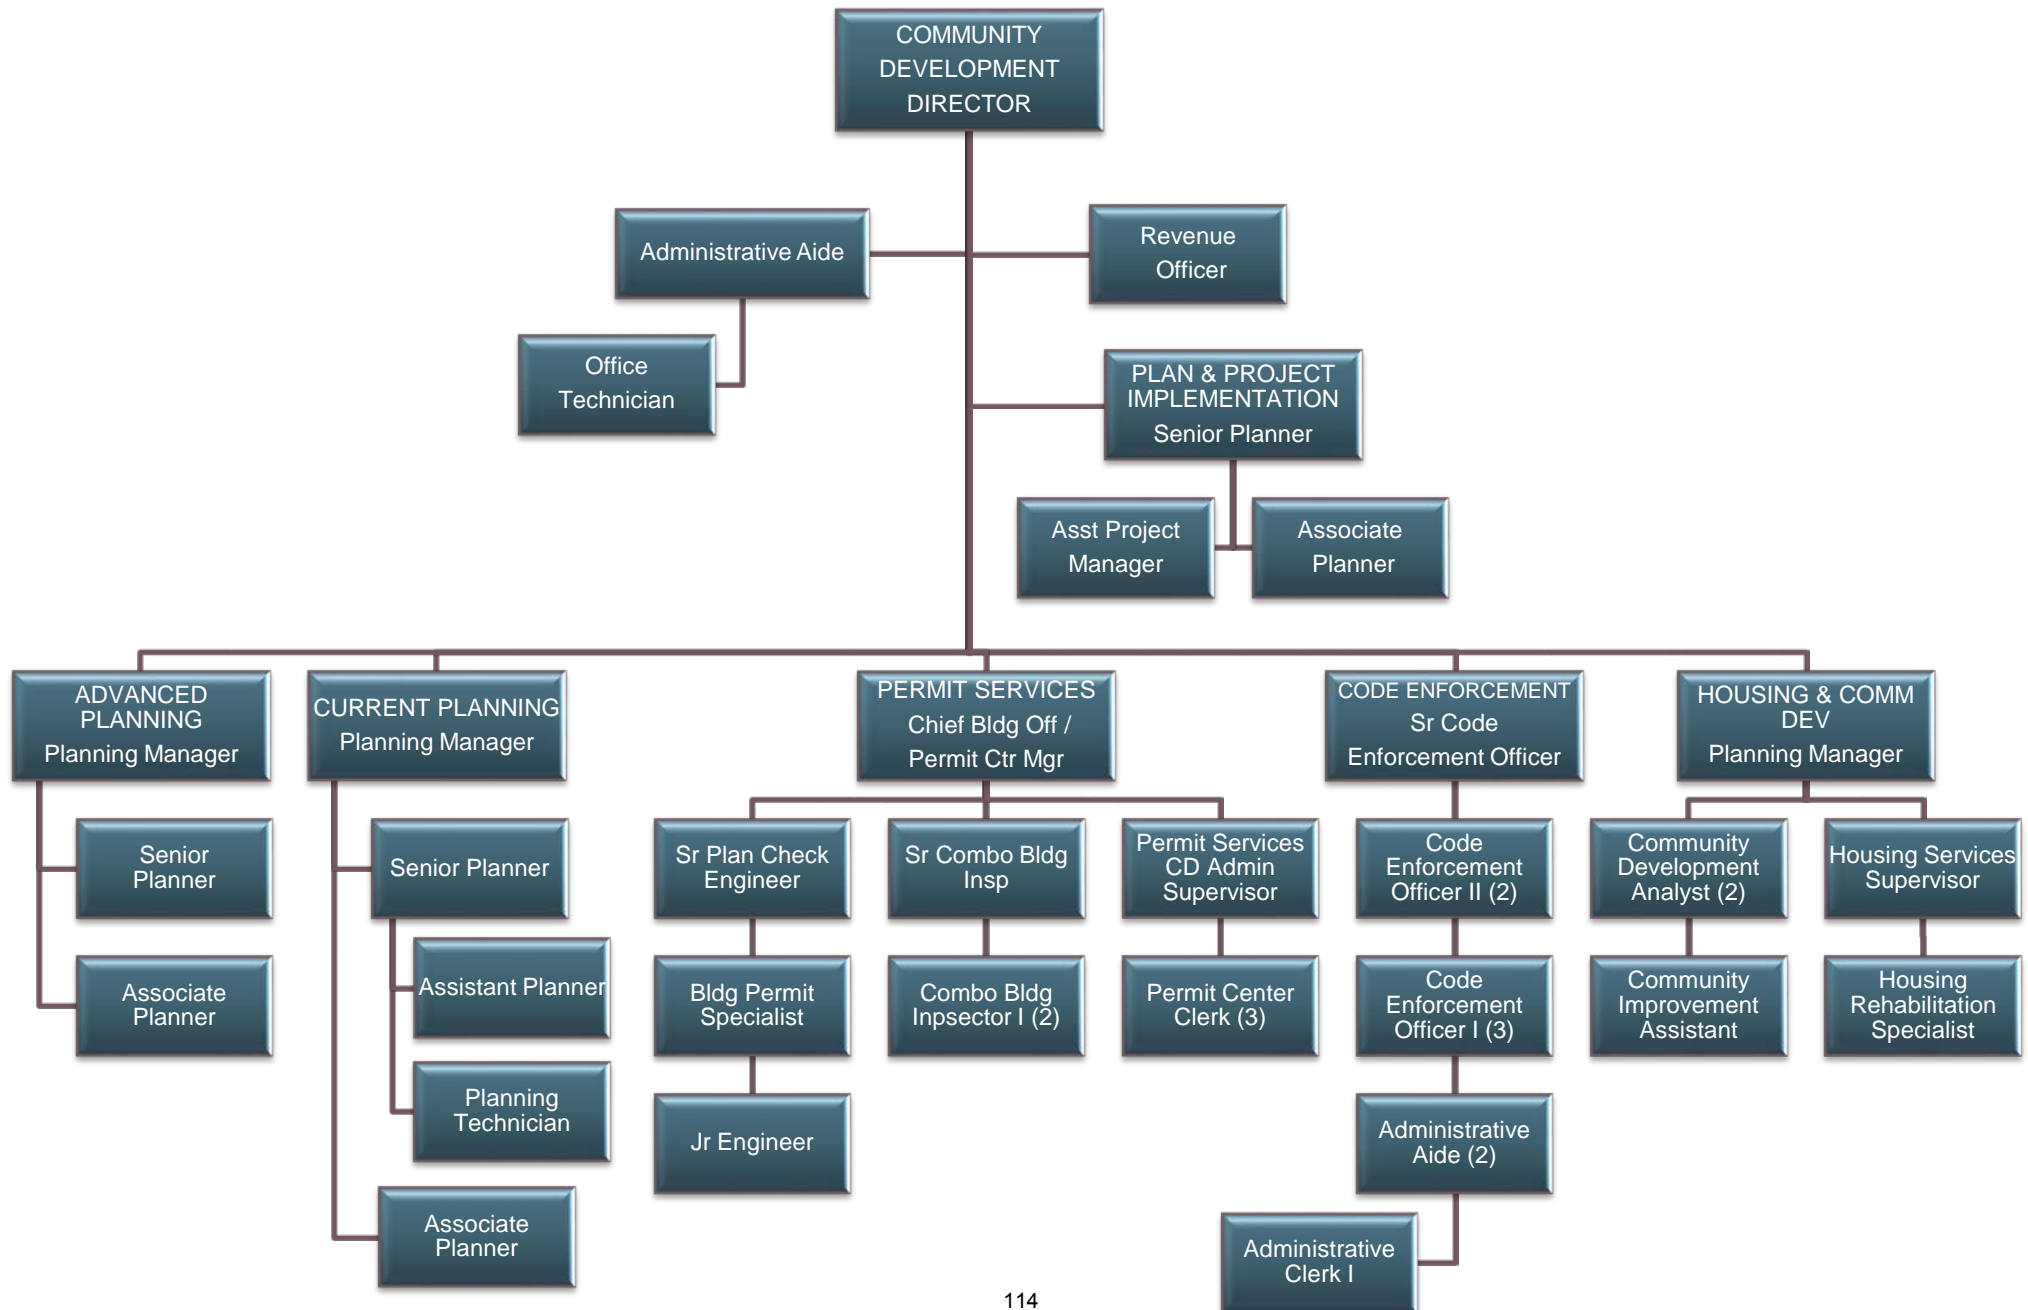 COMMUNITY
DEVELOPMENT
DIRECTOR
Administrative Aide
Revenue
Officer
Office
Technician
PLAN & PROJECT
IMPLEMENTATION
Senior Planner
Asst Project
Manager
Associate
Planner
ADVANCED
PLANNING
Planning Manager
CURRENT PLANNING
Planning Manager
PERMIT SERVICES
Chief Bldg Off /
Permit Ctr Mgr
CODE ENFORCEMENT
Sr Code
Enforcement Officer
HOUSING & COMM
DEV
Planning Manager
Senior
Planner
Senior Planner
Sr Plan Check
Engineer
Sr Combo Bldg
Insp
Permit Services
CD Admin
Supervisor
Code
Enforcement
Officer II (2)
Community
Development
Analyst (2)
Housing Services
Supervisor
Associate
Planner
Assistant Planner
Bldg Permit
Specialist
Combo Bldg
Inpsector I (2)
Permit Center
Clerk (3)
Code
Enforcement
Officer I (3)
Community
Improvement
Assistant
Housing
Rehabilitation
Specialist
Planning
Technician
Jr Engineer
Administrative
Aide (2)
Associate
Planner
Administrative
Clerk I
114